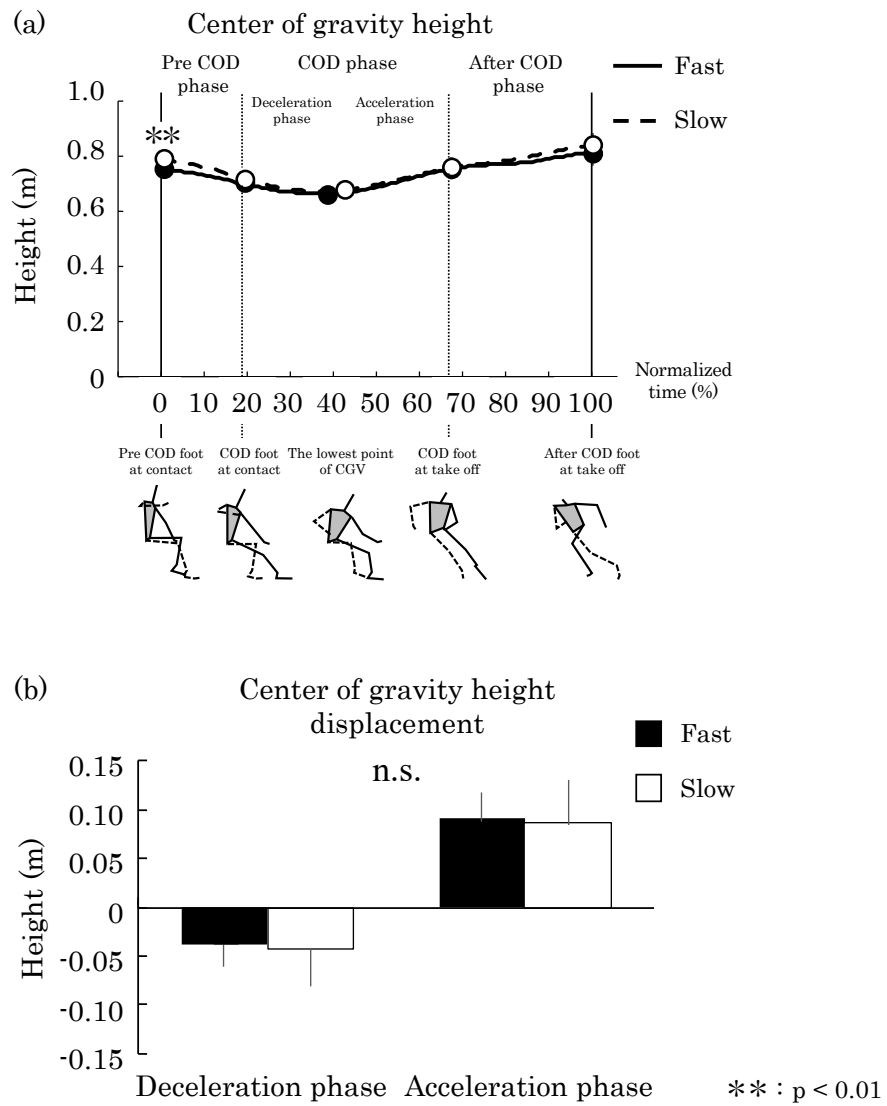 (a)
Center of gravity height
Pre COD
phase
COD phase
After COD
phase
Fast
Slow
Deceleration
phase
Acceleration
phase
**
1.0
0.8
0.6
0.4
0.2
0
Height (m)
0 10 20 30 40 50 60 70 80 90 100
Normalized
time (%)
Pre COD foot
at contact
COD foot
at contact
The lowest point
of CGV
COD foot
at take off
After COD foot
at take off
(b)
Center of gravity height
displacement
n.s.
Fast
Slow
0.15
0.10
0.05
0
-0.05
-0.10
-0.15
Height (m)
Deceleration phase Acceleration phase
** : p < 0.01